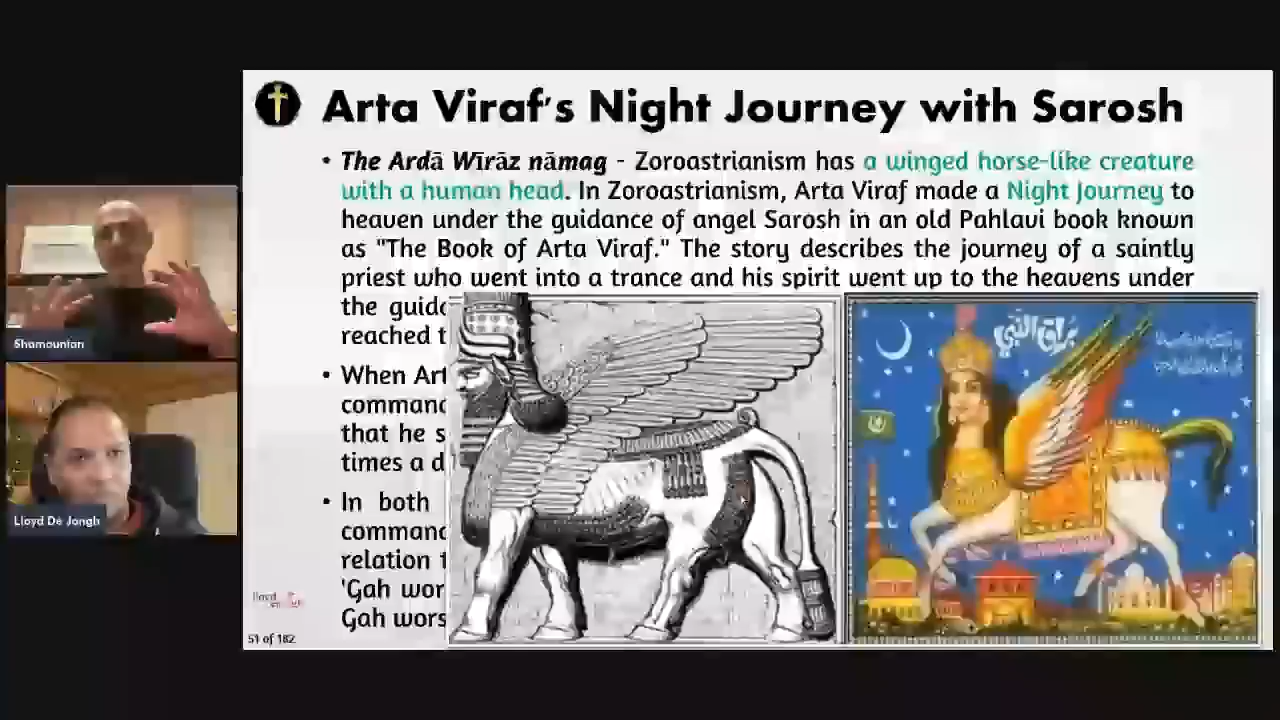 Arta Viraf's Night Journey with Sarosh
• The Ardā Wīrāz nāmag - Zoroastrianism has a winged horse-like creature
with a human head. In Zoroastrianism, Arta Viraf made a Night Journey to
heaven under the guidance of angel Sarosh in an old Pahlavi book known
as "The Book of Arta Viraf." The story describes the journey of a saintly
priest who went into a trance and his spirit went up to the heavens under
the guid
reached
• When Art
command
that he s
times a d
• In both
command
relation
'Gah wor
Gah wors
51 of 182
براق النبي
Shamountan
Lloyd De Jongh
lloyd